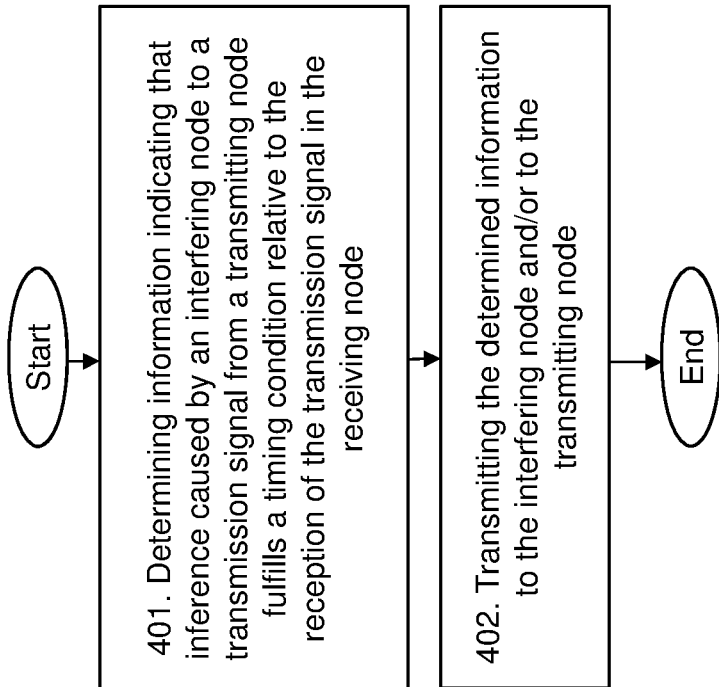 Start
401. Determining information indicating that
inference caused by an interfering node to a
transmission signal from a transmitting node
fulfills a timing condition relative to the
reception of the transmission signal in the
receiving node
402. Transmitting the determined information
to the interfering node and/or to the
transmitting node
End